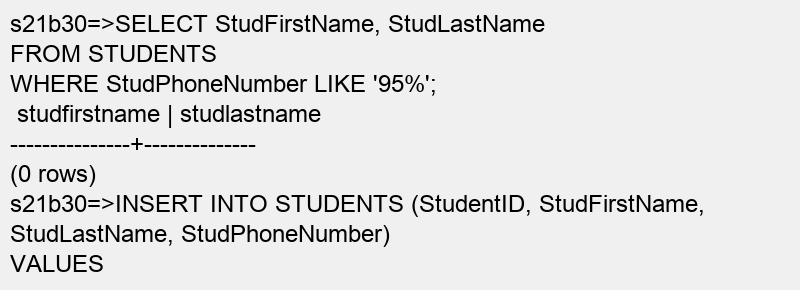 s21b30=>SELECT StudFirstName, StudLastName
FROM STUDENTS
WHERE StudPhoneNumber LIKE '95%';
 studfirstname | studlastname
---------------+--------------
(0 rows)
s21b30=>INSERT INTO STUDENTS (StudentID, StudFirstName,
StudLastName, StudPhoneNumber)
VALUES